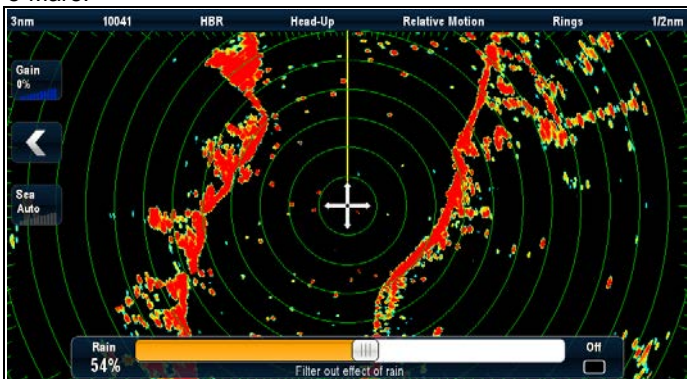 3nm 10041 HBR Head-Up Relative Motion Rings 1/2nm
Gain
0%
Sea
Auto
Rain Off
54% Filter out effect of rain